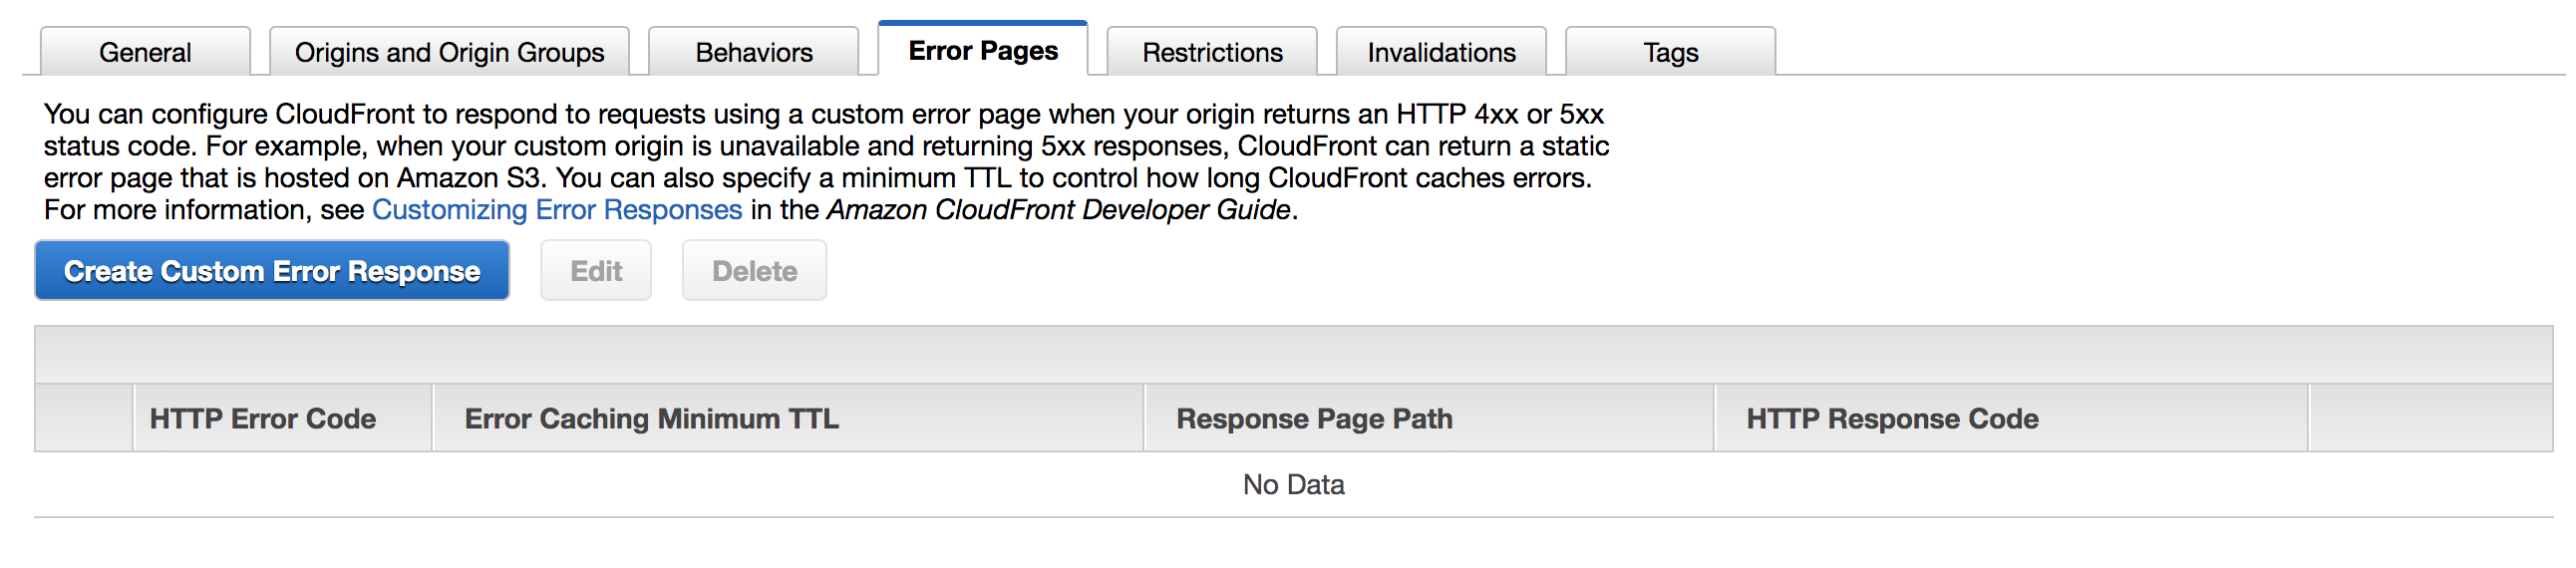 General
Origins and Origin Groups
Behaviors
Error Pages
Restrictions
Invalidations
Tags
You can configure CloudFront to respond to requests using a custom error page when your origin returns an HTTP 4xx or 5xx
status code. For example, when your custom origin is unavailable and returning 5xx responses, CloudFront can return a static
error page that is hosted on Amazon S3. You can also specify a minimum TTL to control how long CloudFront caches errors.
For more information, see Customizing Error Responses in the Amazon CloudFront Developer Guide.
Create Custom Error Response
Edit
Delete
HTTP Error Code
Error Caching Minimum TTL
Response Page Path
HTTP Response Code
No Data